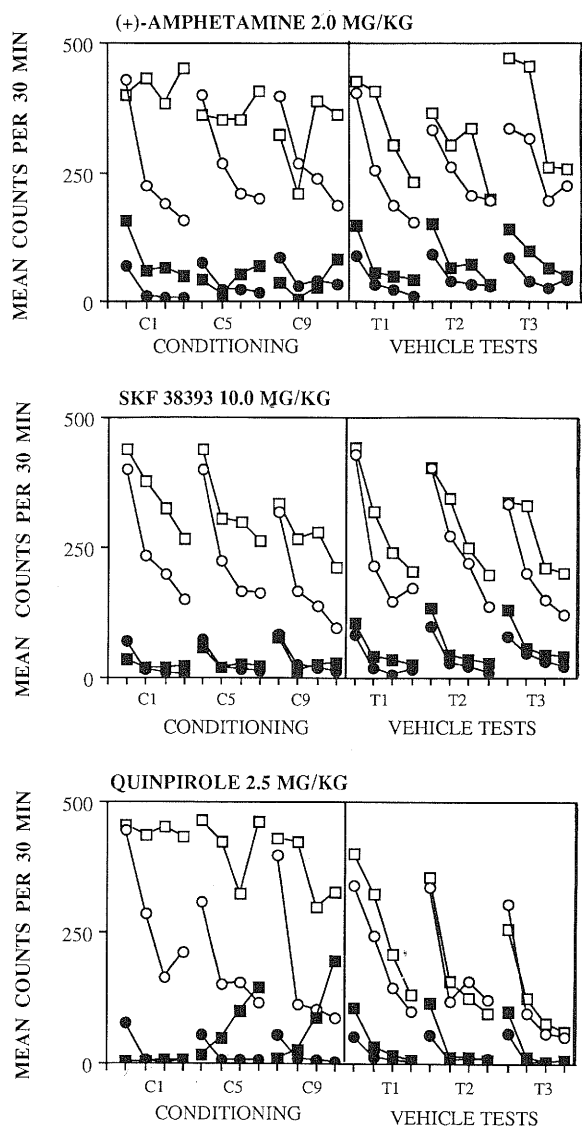 (+)-AMPHETAMINE 2.0 MG/KG
MEAN COUNTS PER 30 MIN
500
250
0
C1 C5 C9 T1 T2 T3
CONDITIONING VEHICLE TESTS
SKF 38393 10.0 MG/KG
MEAN COUNTS PER 30 MIN
500
250
0
C1 C5 C9 T1 T2 T3
CONDITIONING VEHICLE TESTS
QUINPIROLE 2.5 MG/KG
MEAN COUNTS PER 30 MIN
500
250
0
C1 C5 C9 T1 T2 T3
CONDITIONING VEHICLE TESTS